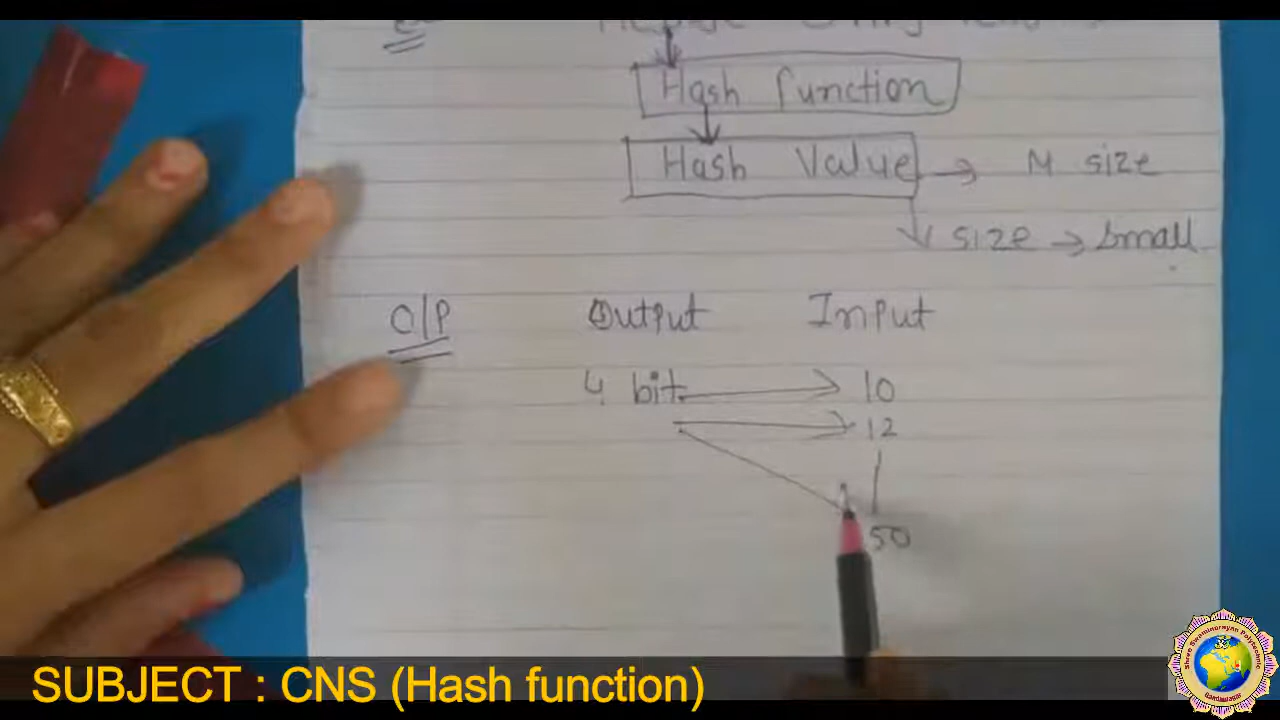 Hash function
Hash Value → M size
size → Small
O/P Output Input
4 bit → 10
12
50
SUBJECT : CNS (Hash function)